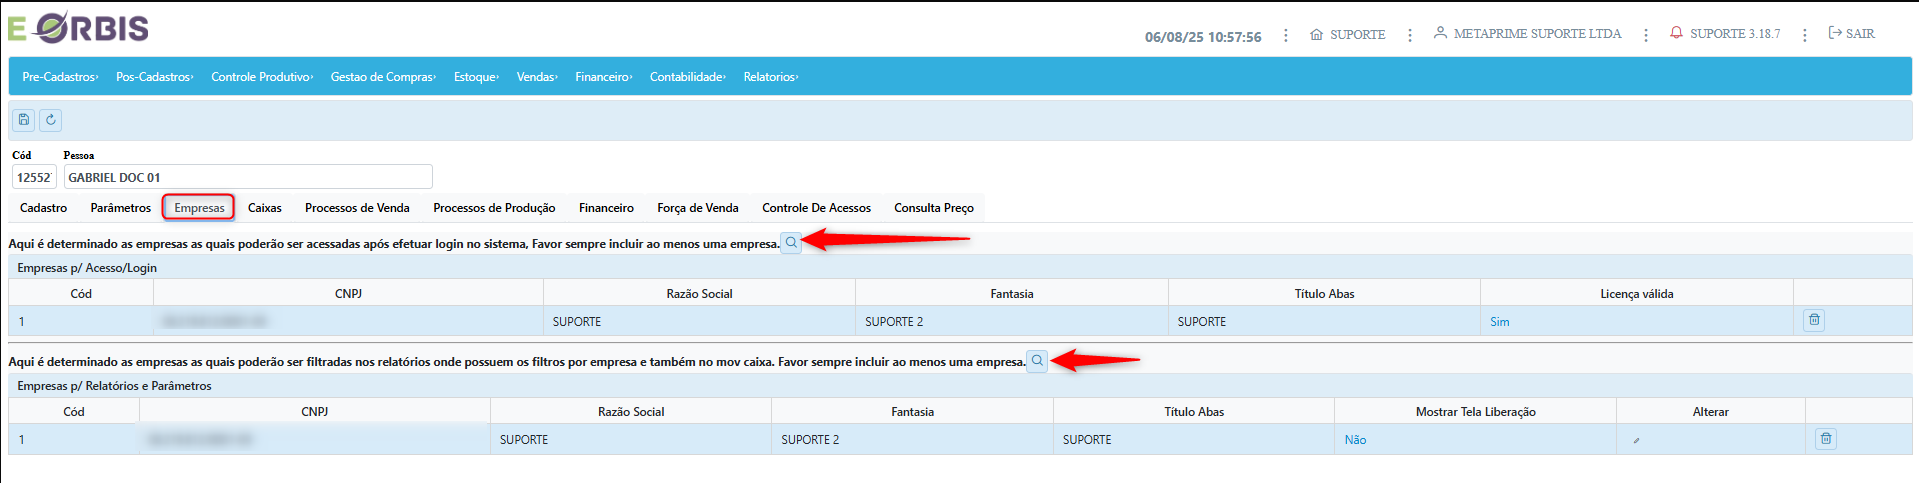 E ORBIS
06/08/25 10:57:56 SUPORTE METAPRIME SUPORTE LTDA SUPORTE 3.18.7 SAIR
Pre-Cadastros Pos-Cadastros Controle Produtivo Gestao de Compras Estoque Vendas Financeiro Contabilidade Relatorios
Cód Pessoa
12552 GABRIEL DOC 01
Cadastro Parâmetros Empresas Caixas Processos de Venda Processos de Produção Financeiro Força de Venda Controle De Acessos Consulta Preço
Aqui é determinado as empresas as quais poderão ser acessadas após efetuar login no sistema, Favor sempre incluir ao menos uma empresa.
Empresas p/ Acesso/Login
Cód CNPJ Razão Social Fantasia Título Abas Licença válida
1 SUPORTE SUPORTE 2 SUPORTE Sim
Aqui é determinado as empresas as quais poderão ser filtradas nos relatórios onde possuem os filtros por empresa e também no mov caixa. Favor sempre incluir ao menos uma empresa.
Empresas p/ Relatórios e Parâmetros
Cód CNPJ Razão Social Fantasia Título Abas Mostrar Tela Liberação Alterar
1 SUPORTE SUPORTE 2 SUPORTE Não